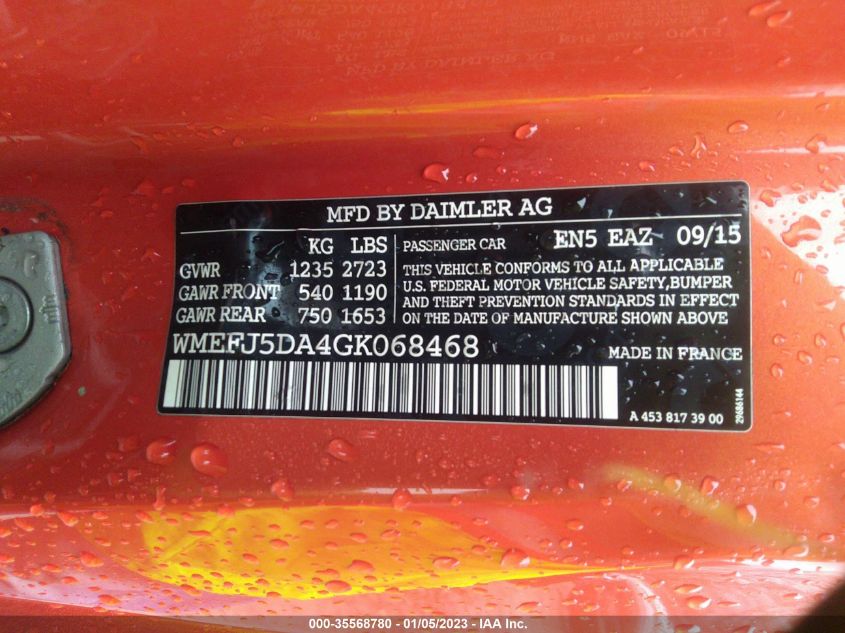 MFD BY DAIMLER AG
KG LBS
GVWR 1235 2723
GAWR FRONT 540 1190
GAWR REAR 750 1653
PASSENGER CAR EN5 EAZ 09/15
THIS VEHICLE CONFORMS TO ALL APPLICABLE
U.S. FEDERAL MOTOR VEHICLE SAFETY,BUMPER
AND THEFT PREVENTION STANDARDS IN EFFECT
ON THE DATE OF MANUFACTURE SHOWN ABOVE
WMEFJ5DA4GK068468
MADE IN FRANCE
A 453 817 39 00
29686144
000-35568780 - 01/05/2023 - IAA Inc.